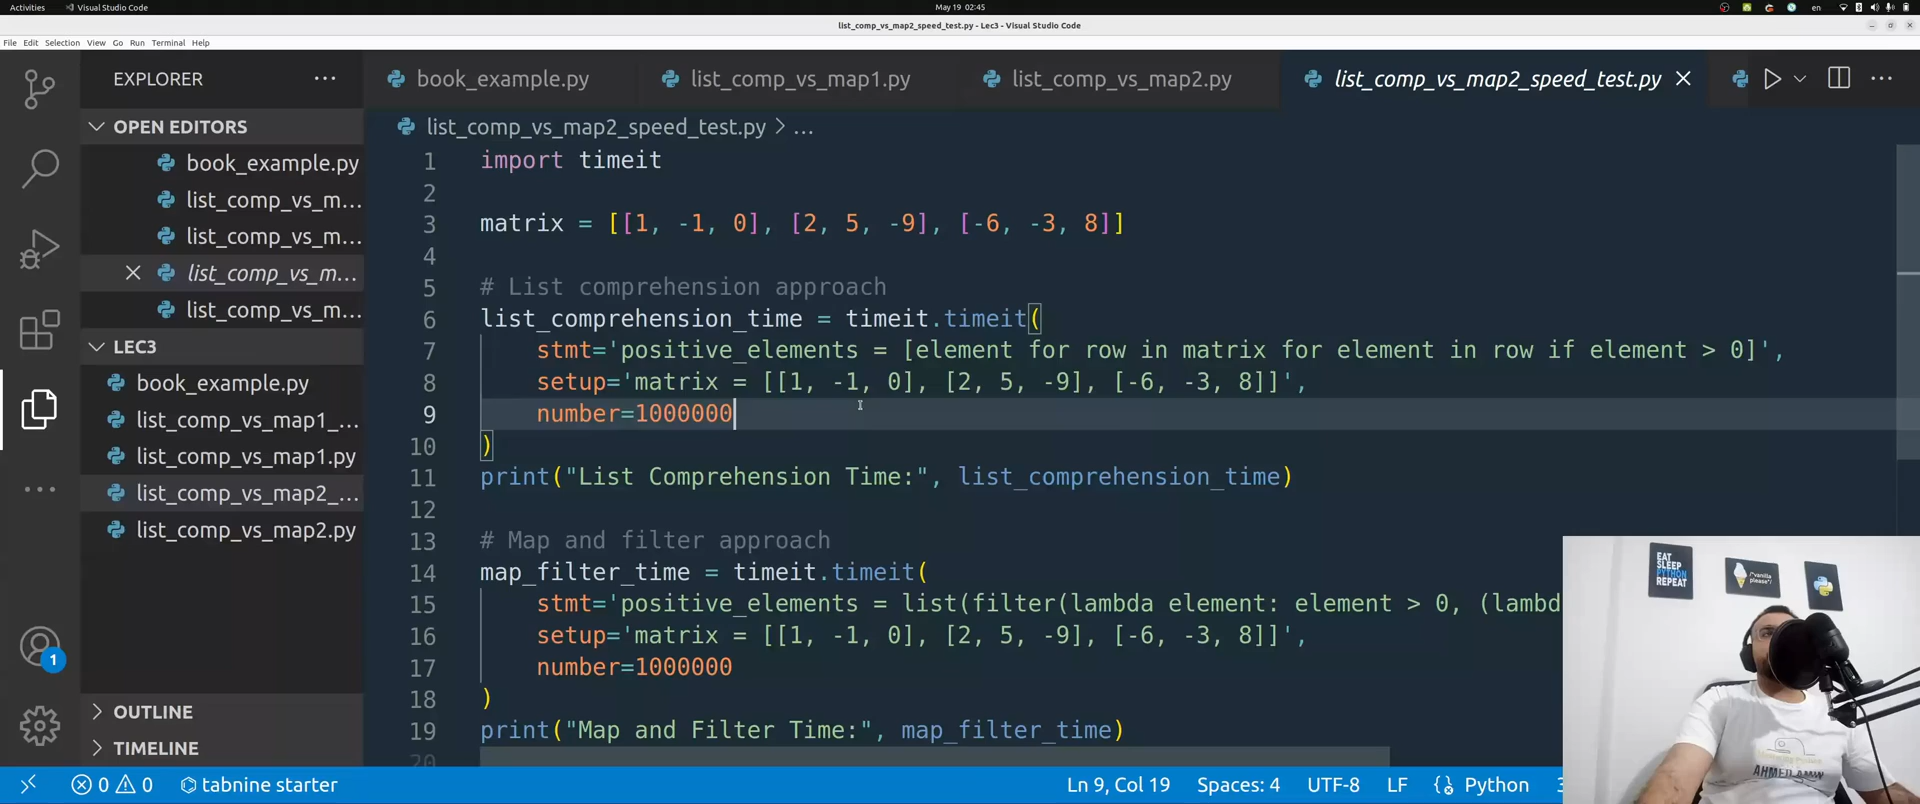 Activities
Visual Studio Code
May 19 02:45
en
list_comp_vs_map2_speed_test.py - Lec3 - Visual Studio Code
File Edit Selection View Go Run Terminal Help
EXPLORER
book_example.py
list_comp_vs_map1.py
list_comp_vs_map2.py
list_comp_vs_map2_speed_test.py
OPEN EDITORS
book_example.py
list_comp_vs_m...
list_comp_vs_m...
list_comp_vs_m...
list_comp_vs_m...
LEC3
book_example.py
list_comp_vs_map1_...
list_comp_vs_map1.py
list_comp_vs_map2_...
list_comp_vs_map2.py
OUTLINE
TIMELINE
1
list_comp_vs_map2_speed_test.py > ...
1 import timeit
2
3 matrix = [[1, -1, 0], [2, 5, -9], [-6, -3, 8]]
4
5 # List comprehension approach
6 list_comprehension_time = timeit.timeit(
7 stmt='positive_elements = [element for row in matrix for element in row if element > 0]',
8 setup='matrix = [[1, -1, 0], [2, 5, -9], [-6, -3, 8]]',
9 number=1000000
10 )
11 print("List Comprehension Time:", list_comprehension_time)
12
13 # Map and filter approach
14 map_filter_time = timeit.timeit(
15 stmt='positive_elements = list(filter(lambda element: element > 0, (lambd
16 setup='matrix = [[1, -1, 0], [2, 5, -9], [-6, -3, 8]]',
17 number=1000000
18 )
19 print("Map and Filter Time:", map_filter_time)
20
EAT
SLEEP
PYTHON
REPEAT
/*vanilla
please*/
AHMED AMW
0 0
tabnine starter
Ln 9, Col 19
Spaces: 4
UTF-8
LF
Python